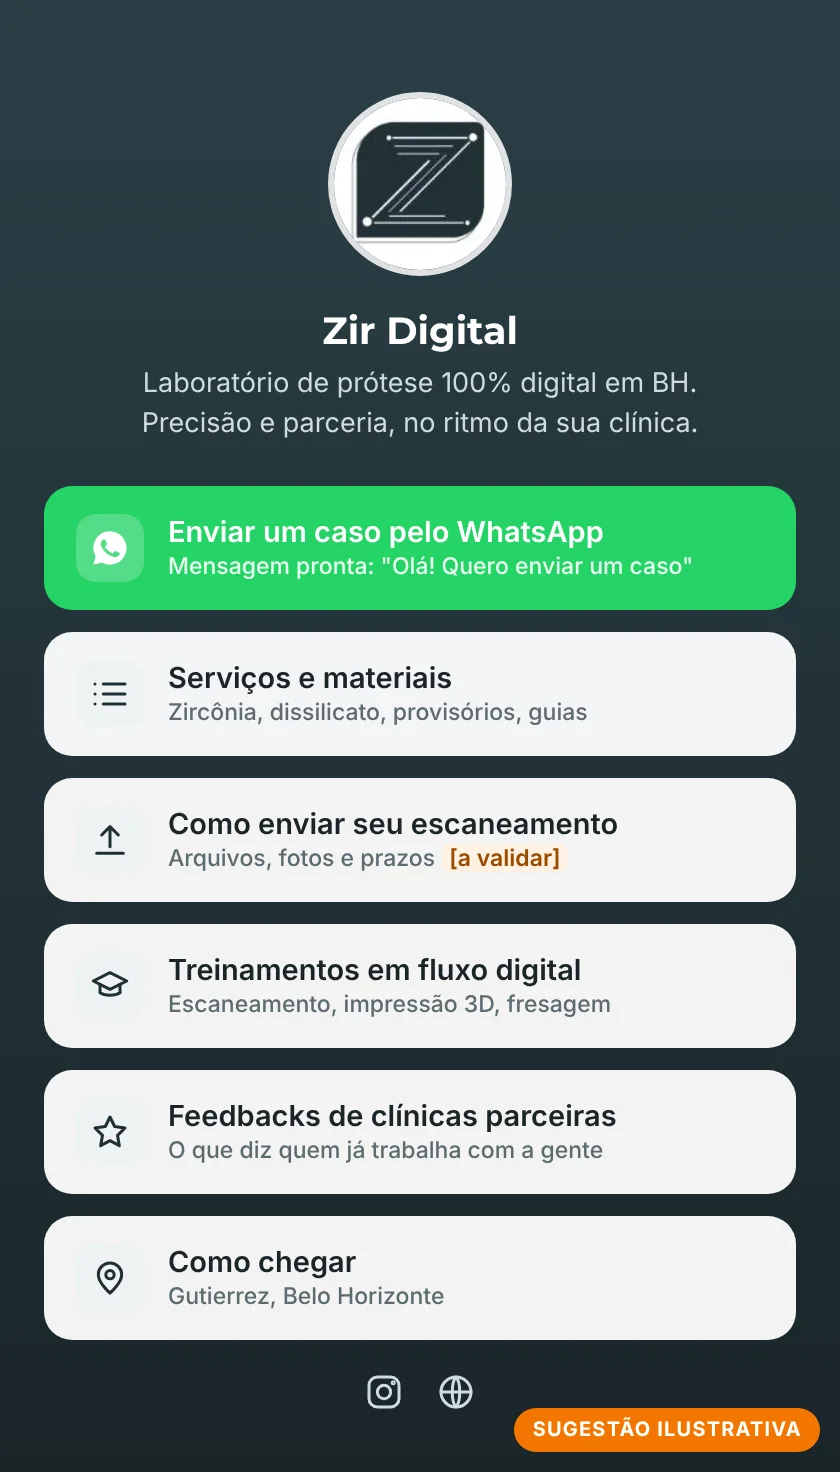 Z
Zir Digital
Laboratório de prótese 100% digital em BH.
Precisão e parceria, no ritmo da sua clínica.
Enviar um caso pelo WhatsApp
Mensagem pronta: "Olá! Quero enviar um caso"
Serviços e materiais
Zircônia, dissilicato, provisórios, guias
Como enviar seu escaneamento
Arquivos, fotos e prazos [a validar]
Treinamentos em fluxo digital
Escaneamento, impressão 3D, fresagem
Feedbacks de clínicas parceiras
O que diz quem já trabalha com a gente
Como chegar
Gutierrez, Belo Horizonte
SUGESTÃO ILUSTRATIVA